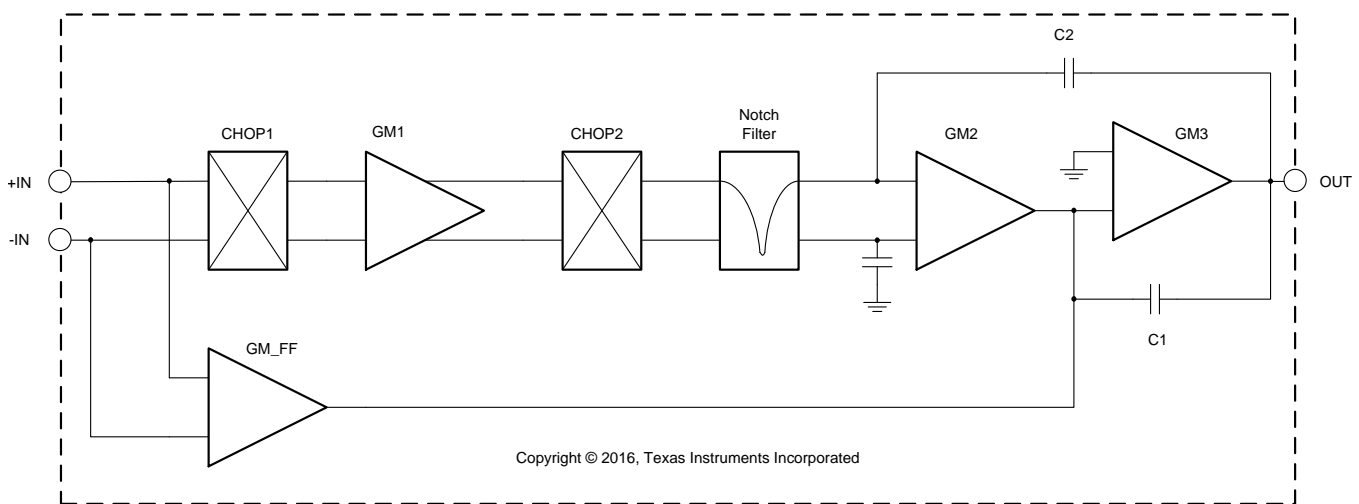 C2
Notch
Filter
CHOP1
GM1
CHOP2
GM2
GM3
+IN
OUT
-IN
C1
GM_FF
Copyright © 2016, Texas Instruments Incorporated